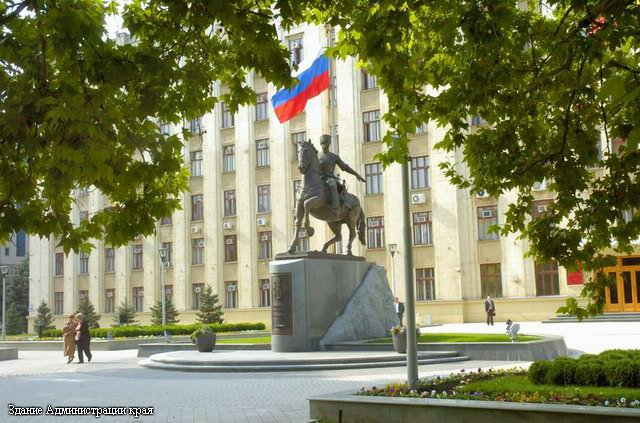 Здание Администрации края